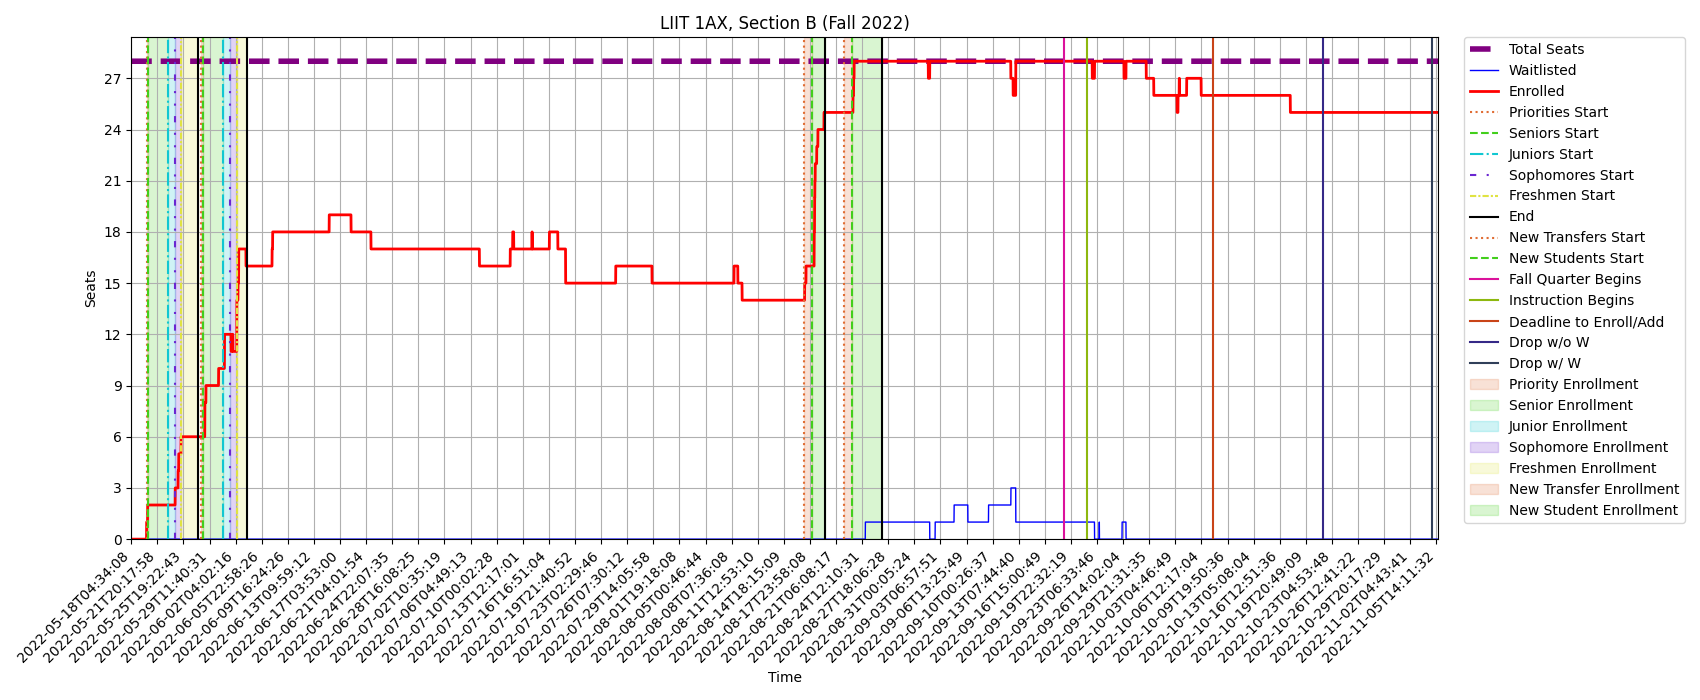 LIIT 1AX, Section B (Fall 2022)
Seats
27
24
21
18
15
12
9
6
3
0
2022-05-18T04:34:08
2022-05-21T20:17:58
2022-05-25T19:22:43
2022-05-29T11:40:31
2022-06-02T04:02:16
2022-06-05T22:58:26
2022-06-09T16:24:26
2022-06-13T09:59:12
2022-06-17T03:53:00
2022-06-21T04:01:54
2022-06-24T22:07:35
2022-06-28T16:08:25
2022-07-02T10:35:19
2022-07-06T04:49:13
2022-07-10T00:02:28
2022-07-13T12:17:01
2022-07-16T16:51:04
2022-07-19T21:40:52
2022-07-23T02:29:46
2022-07-26T07:30:12
2022-07-29T14:05:58
2022-08-01T19:18:08
2022-08-05T00:46:44
2022-08-08T07:36:08
2022-08-11T12:53:10
2022-08-14T18:15:09
2022-08-17T23:58:08
2022-08-21T06:08:17
2022-08-24T12:10:31
2022-08-27T18:06:28
2022-08-31T00:05:24
2022-09-03T06:57:51
2022-09-06T13:25:49
2022-09-10T00:26:37
2022-09-13T07:44:40
2022-09-16T15:00:49
2022-09-19T22:32:19
2022-09-23T06:33:46
2022-09-26T14:02:04
2022-09-29T21:31:35
2022-10-03T04:46:49
2022-10-06T12:17:04
2022-10-09T19:50:36
2022-10-13T05:08:04
2022-10-16T12:51:36
2022-10-19T20:49:09
2022-10-23T04:53:48
2022-10-26T12:41:22
2022-10-29T20:17:29
2022-11-02T04:43:41
2022-11-05T14:11:32
Time
Total Seats
Waitlisted
Enrolled
Priorities Start
Seniors Start
Juniors Start
Sophomores Start
Freshmen Start
End
New Transfers Start
New Students Start
Fall Quarter Begins
Instruction Begins
Deadline to Enroll/Add
Drop w/o W
Drop w/ W
Priority Enrollment
Senior Enrollment
Junior Enrollment
Sophomore Enrollment
Freshmen Enrollment
New Transfer Enrollment
New Student Enrollment